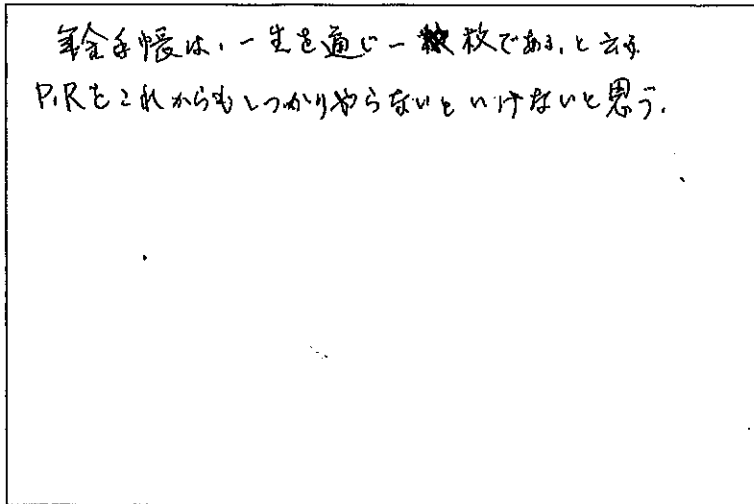 年金手帳は、一生を通じ一枚である、と云う
P.Rをこれからもしっかりやらないといけないと思う。